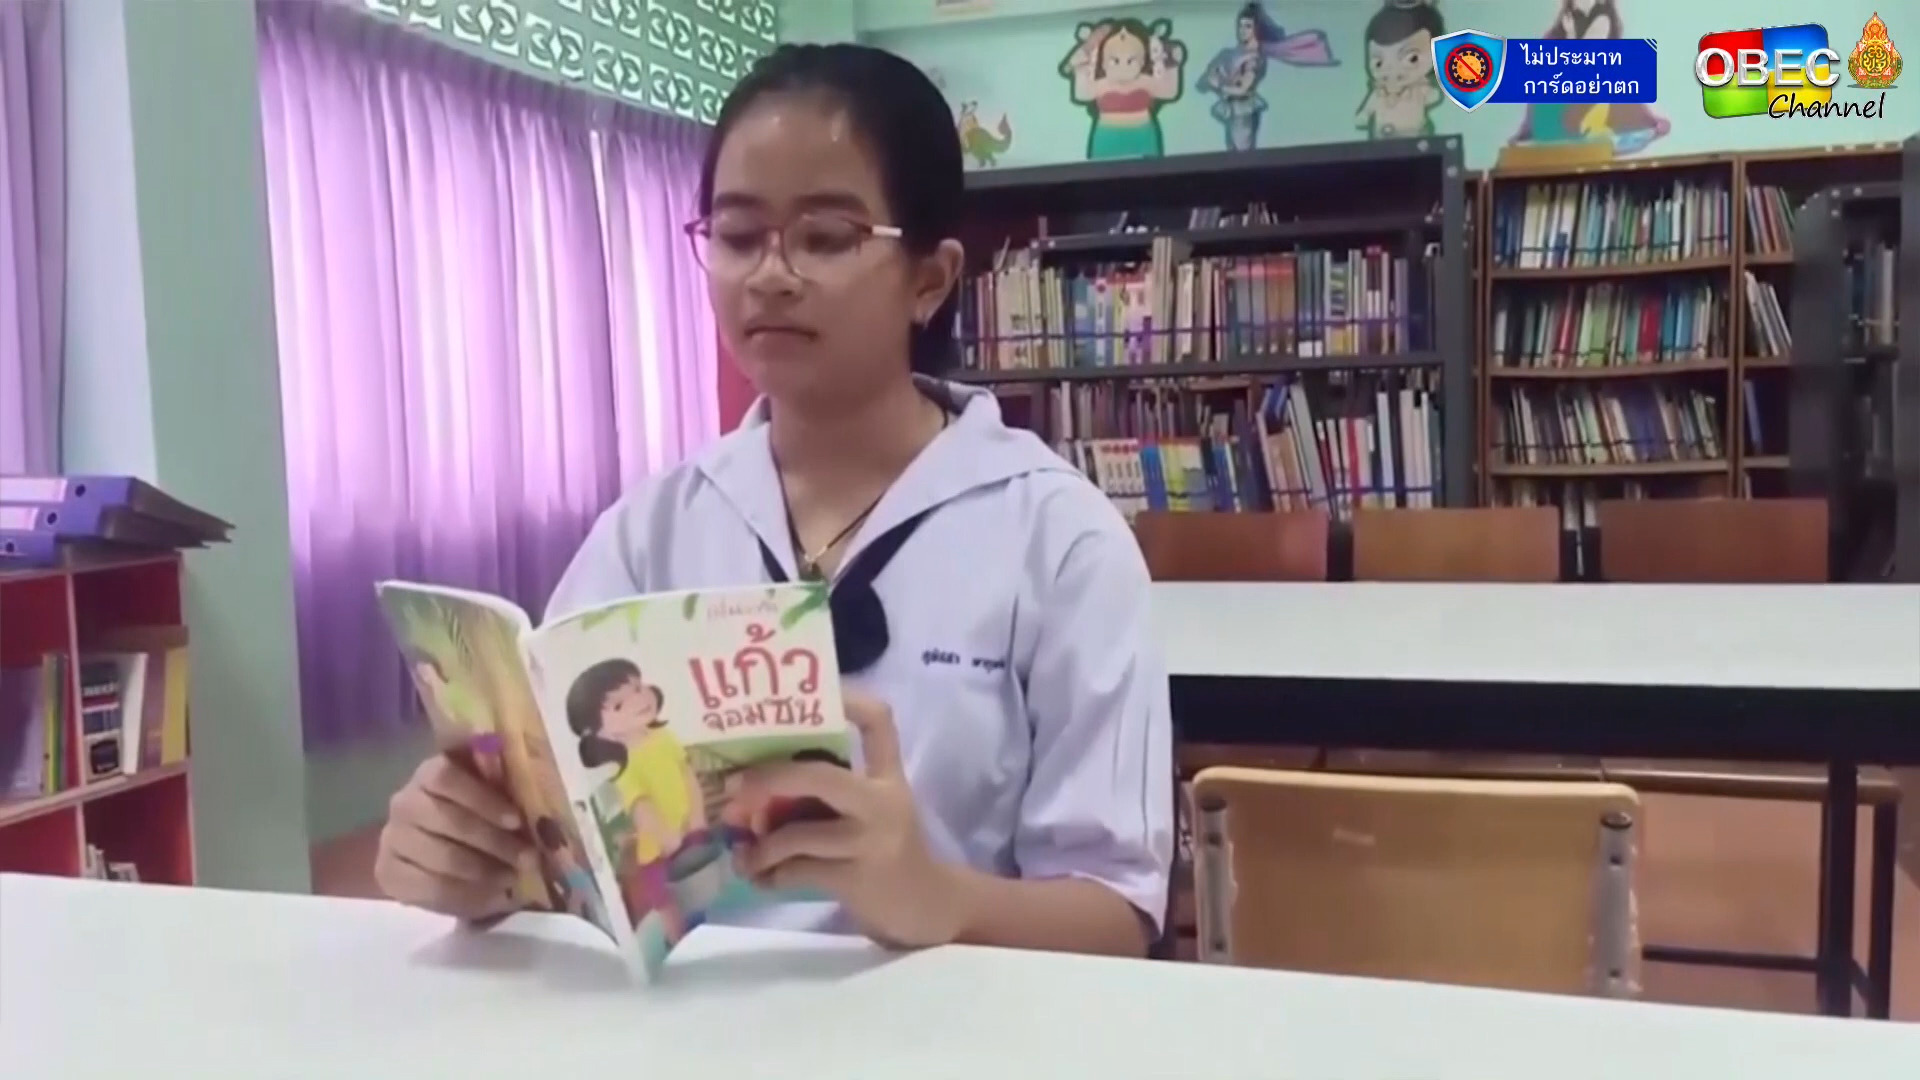 ไม่ประมาท
การ์ดอย่าตก
OBEC
Channel
แก้ว
จอมซน